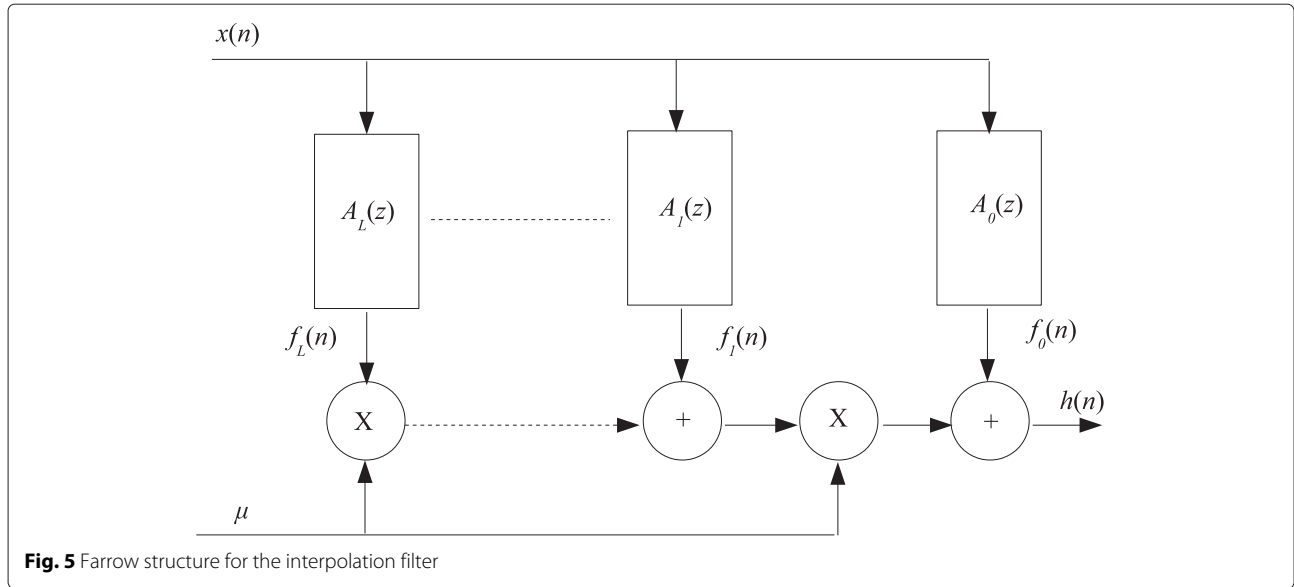 x(n)
A_L(z)
A_1(z)
A_0(z)
f_L(n)
f_1(n)
f_0(n)
X
+
X
+
h(n)
μ
Fig. 5 Farrow structure for the interpolation filter